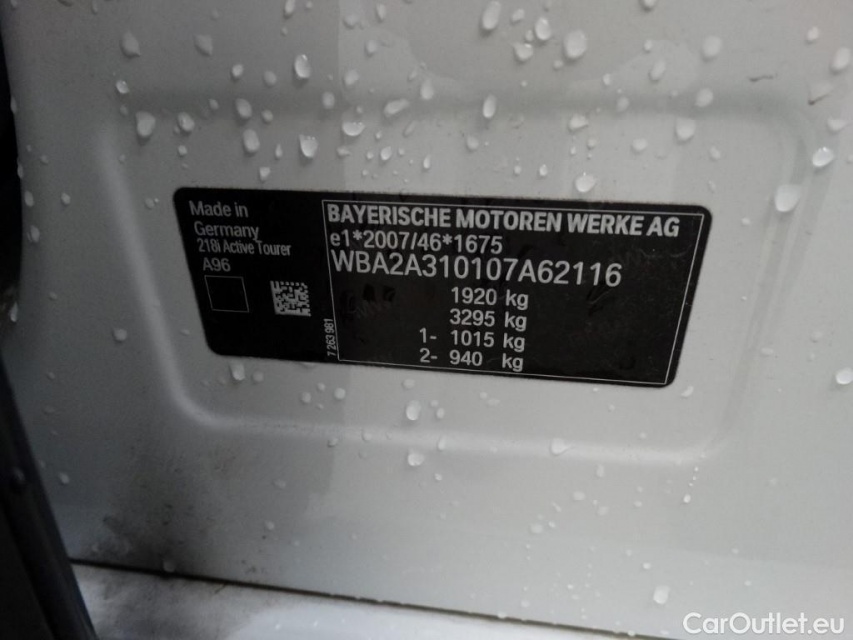 Made in
Germany
218i Active Tourer
A96
BAYERISCHE MOTOREN WERKE AG
e1*2007/46*1675
WBA2A310107A62116
1920 kg
3295 kg
1- 1015 kg
2- 940 kg
7 263 981
CarOutlet.eu